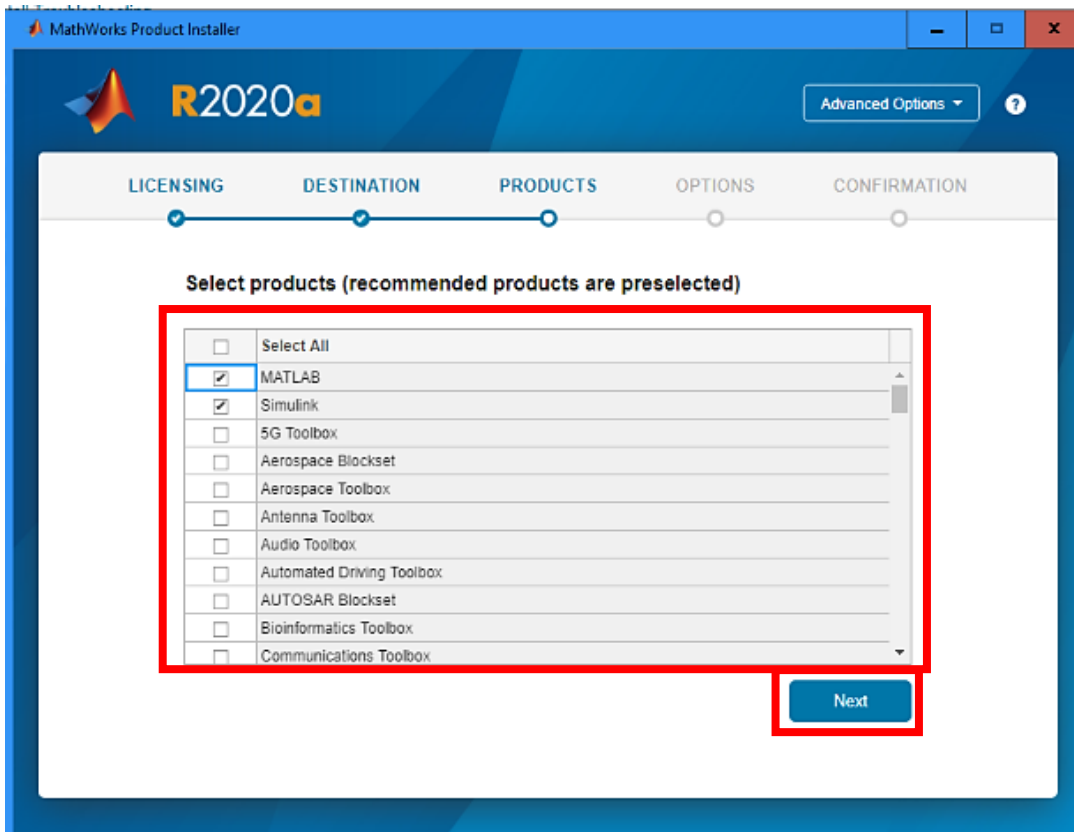 MathWorks Product Installer
R2020a
Advanced Options
?
LICENSING DESTINATION PRODUCTS OPTIONS CONFIRMATION
Select products (recommended products are preselected)
Select All
MATLAB
Simulink
5G Toolbox
Aerospace Blockset
Aerospace Toolbox
Antenna Toolbox
Audio Toolbox
Automated Driving Toolbox
AUTOSAR Blockset
Bioinformatics Toolbox
Communications Toolbox
Next